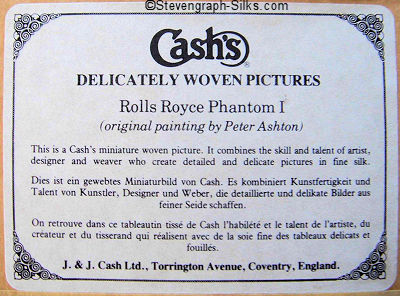 ©Stevengraph-Silks.com
Cash's®
DELICATELY WOVEN PICTURES
Rolls Royce Phantom I
(original painting by Peter Ashton)
This is a Cash's miniature woven picture. It combines the skill and talent of artist,
designer and weaver who create detailed and delicate pictures in fine silk.
Dies ist ein gewebtes Miniaturbild von Cash. Es kombiniert Kunstfertigkeit und
Talent von Kunstler, Designer und Weber, die detaillierte und delikate Bilder aus
feiner Seide schaffen.
On retrouve dans ce tableautin tissé de Cash l'habilété et le talent de l'artiste, du
créateur et du tisserand qui réalisent avec de la soie fine des tableaux delicats et
fouillés.
J. & J. Cash Ltd., Torrington Avenue, Coventry, England.